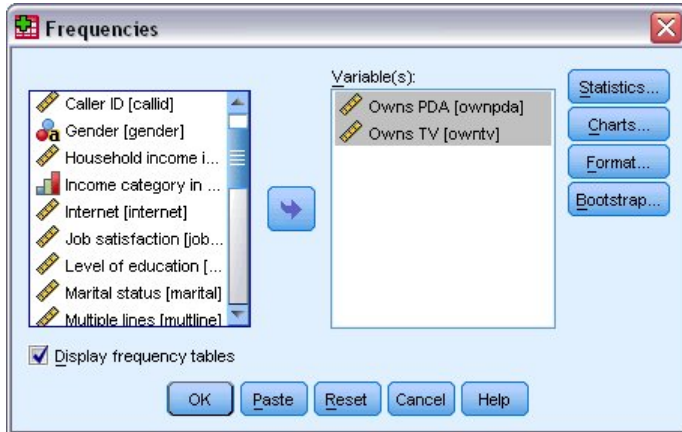 Frequencies
Caller ID [callid]
Gender [gender]
Household income i...
Income category in ...
Internet [internet]
Job satisfaction [job...
Level of education [...
Marital status [marital]
Multiple lines [multline]
Variable(s):
Owns PDA [ownpda]
Owns TV [owntv]
Statistics...
Charts...
Format...
Bootstrap...
Display frequency tables
OK Paste Reset Cancel Help